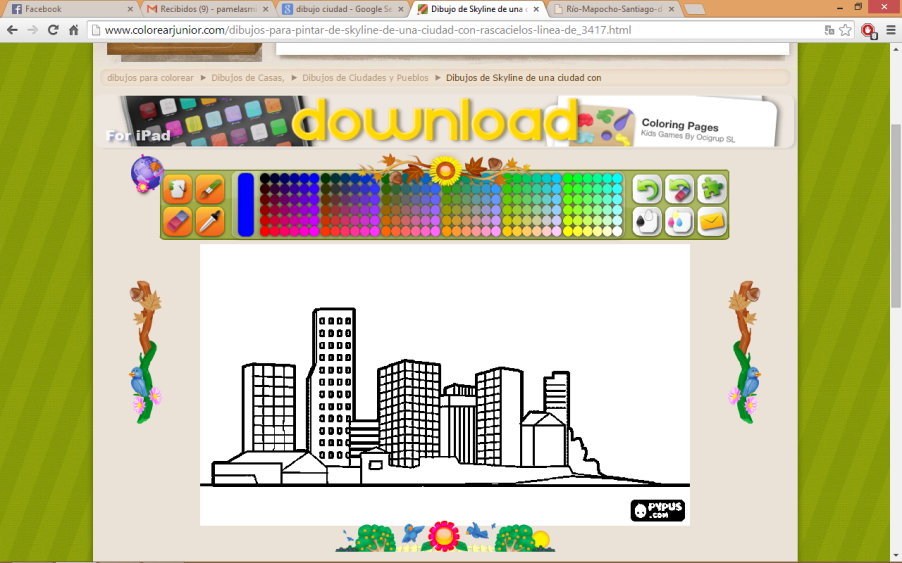 Facebook
Recibidos (9) - pamelasm
dibujo ciudad - Google Se
Dibujo de Skyline de una c
Río-Mapocho-Santiago-d
www.colorearjunior.com/dibujos-para-pintar-de-skyline-de-una-ciudad-con-rascacielos-linea-de_3417.html
dibujos para colorear ► Dibujos de Casas, ► Dibujos de Ciudades y Pueblos ► Dibujos de Skyline de una ciudad con
For iPad
download
Coloring Pages
Kids Games By Ocigrup SL
PYPUS
.COM